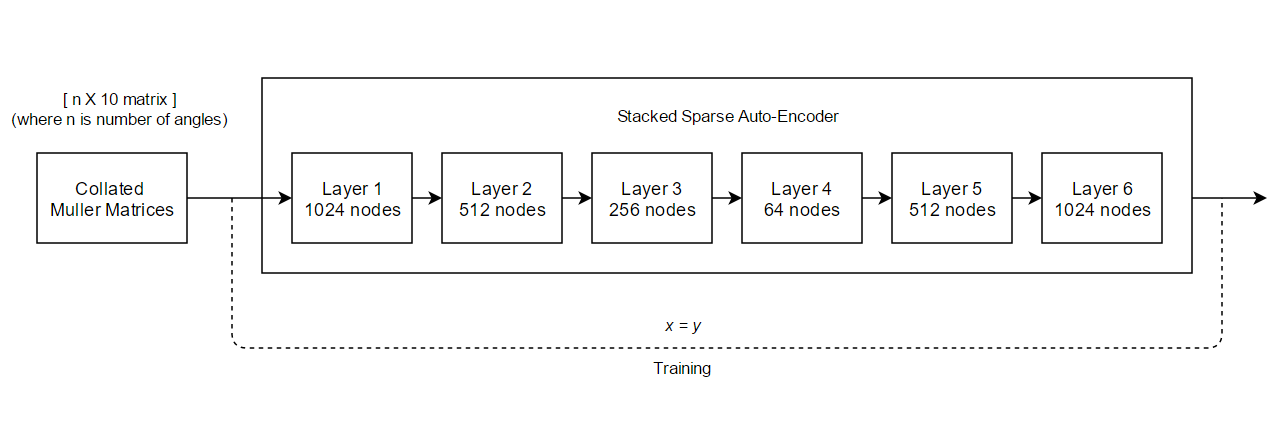 [ n X 10 matrix ]
(where n is number of angles)
Stacked Sparse Auto-Encoder
Collated
Muller Matrices
Layer 1
1024 nodes
Layer 2
512 nodes
Layer 3
256 nodes
Layer 4
64 nodes
Layer 5
512 nodes
Layer 6
1024 nodes
x = y
Training